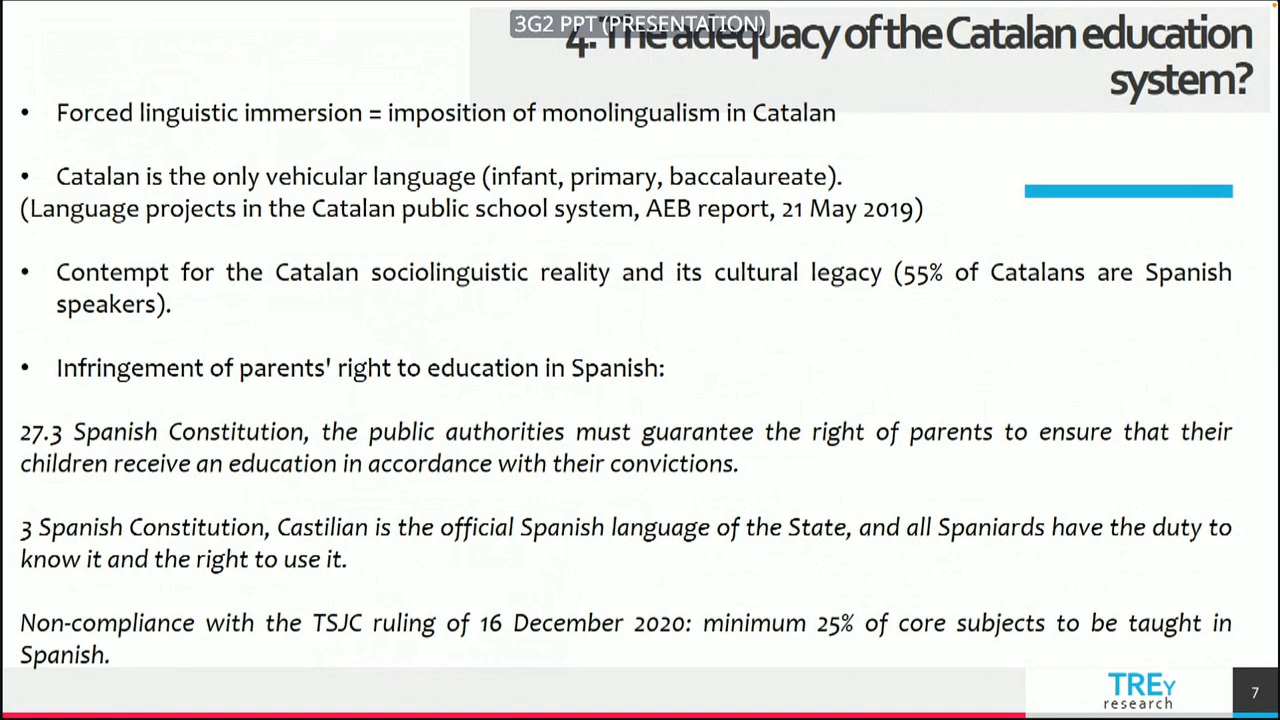 3G2 PPT (PRESENTATION)
4. The adequacy of the Catalan education
system?
• Forced linguistic immersion = imposition of monolingualism in Catalan
• Catalan is the only vehicular language (infant, primary, baccalaureate).
(Language projects in the Catalan public school system, AEB report, 21 May 2019)
• Contempt for the Catalan sociolinguistic reality and its cultural legacy (55% of Catalans are Spanish
speakers).
• Infringement of parents' right to education in Spanish:
27.3 Spanish Constitution, the public authorities must guarantee the right of parents to ensure that their
children receive an education in accordance with their convictions.
3 Spanish Constitution, Castilian is the official Spanish language of the State, and all Spaniards have the duty to
know it and the right to use it.
Non-compliance with the TSJC ruling of 16 December 2020: minimum 25% of core subjects to be taught in
Spanish.
TREY
research
7